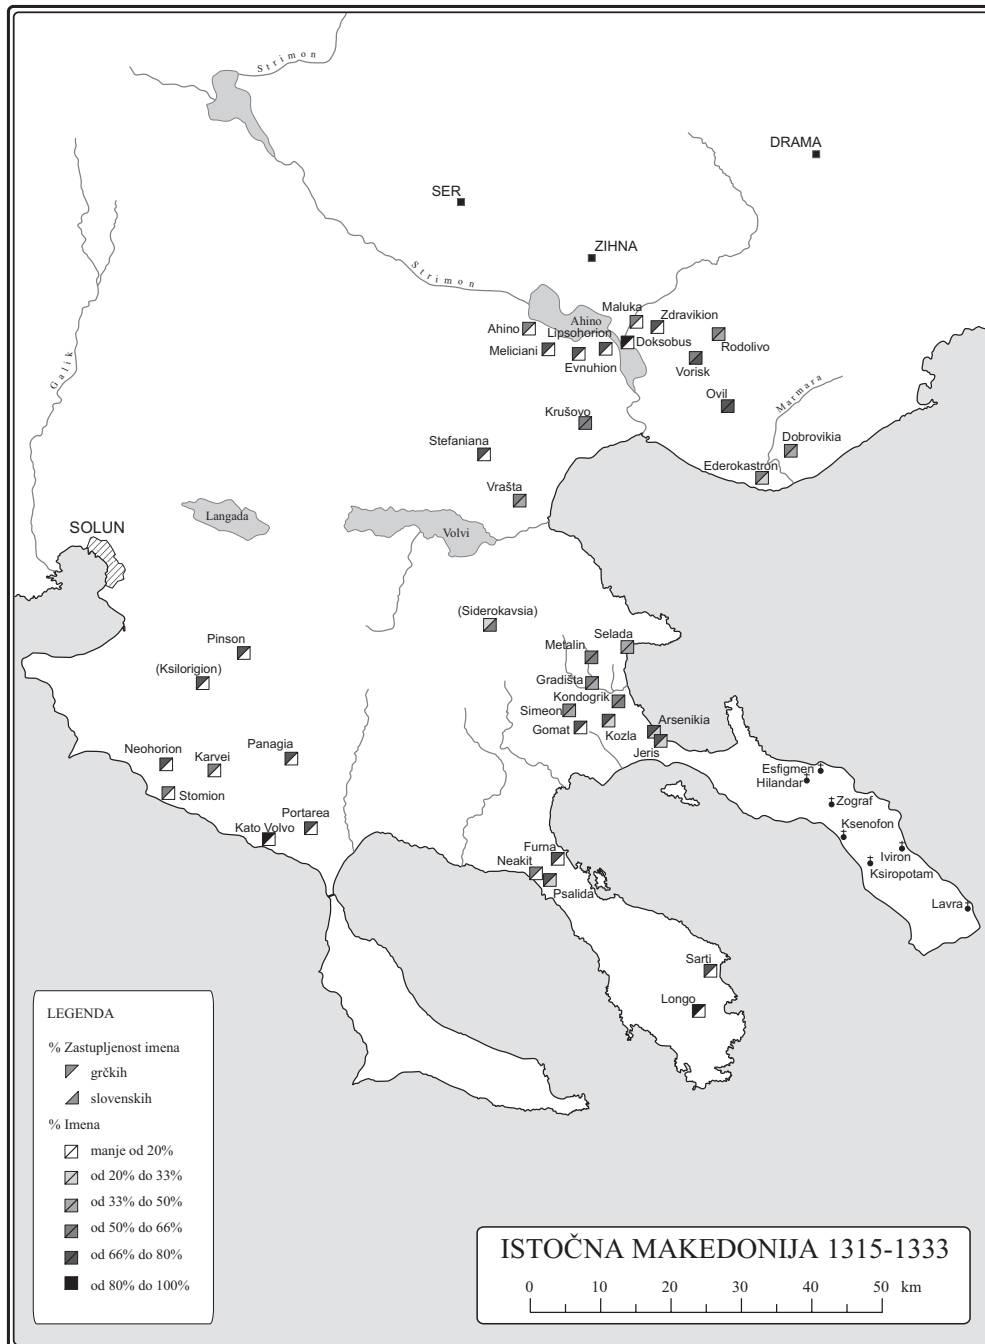 Strimon
DRAMA
SER
ZIHNA
Strimon
Galik
Ahino
Maluka
Zdravikion
Ahino
Lipsohorion
Doksobus
Rodolivo
Meliciani
Evnuhion
Vorisk
Ovil
Marmara
Krušovo
Stefaniana
Dobrovikia
Ederokastron
Vrašta
Langada
Volvi
SOLUN
(Siderokavsia)
Selada
Pinson
Metalin
(Ksilorigion)
Gradišta
Kondogrik
Simeon
Gomat
Kozla
Arsenikia
Jeris
Neohorion
Karvei
Panagia
Esfigmen
Hilandar
Stomion
Zograf
Portarea
Ksenofon
Kato Volvo
Furna
Iviron
Neakit
Ksiropotam
Psalida
Lavra
Sarti
Longo
LEGENDA
% Zastupljenost imena
grčkih
slovenskih
% Imena
manje od 20%
od 20% do 33%
od 33% do 50%
od 50% do 66%
od 66% do 80%
od 80% do 100%
ISTOČNA MAKEDONIJA 1315-1333
0 10 20 30 40 50 km